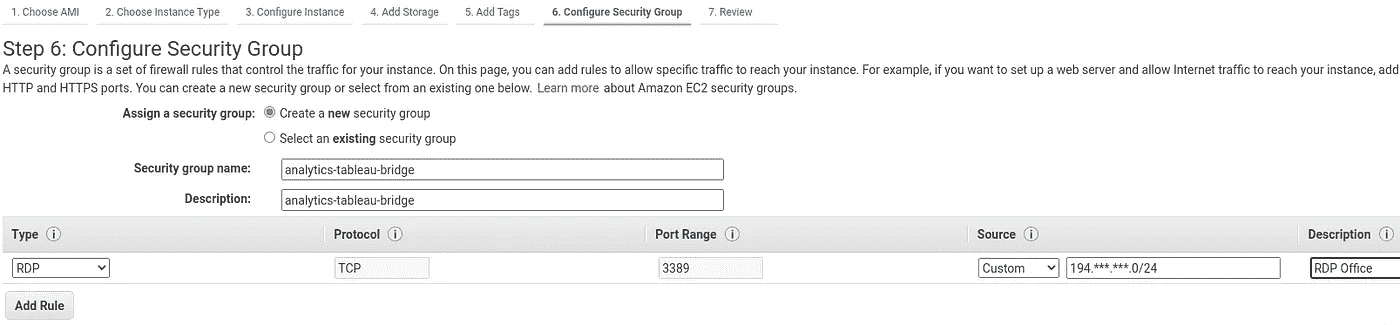 1. Choose AMI 2. Choose Instance Type 3. Configure Instance 4. Add Storage 5. Add Tags 6. Configure Security Group 7. Review
Step 6: Configure Security Group
A security group is a set of firewall rules that control the traffic for your instance. On this page, you can add rules to allow specific traffic to reach your instance. For example, if you want to set up a web server and allow Internet traffic to reach your instance, add
HTTP and HTTPS ports. You can create a new security group or select from an existing one below. Learn more about Amazon EC2 security groups.
Assign a security group: Create a new security group
Select an existing security group
Security group name: analytics-tableau-bridge
Description: analytics-tableau-bridge
Type i Protocol i Port Range i Source i Description i
RDP TCP 3389 Custom 194.***.***.0/24 RDP Office
Add Rule